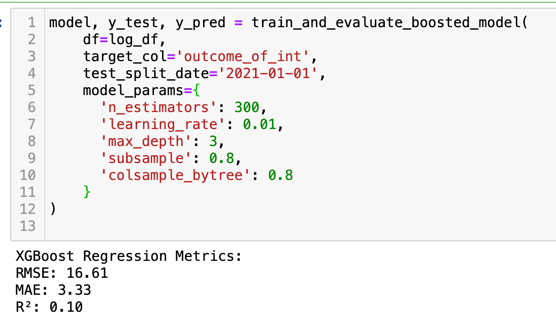 1 model, y_test, y_pred = train_and_evaluate_boosted_model(
2     df=log_df,
3     target_col='outcome_of_int',
4     test_split_date='2021-01-01',
5     model_params={
6       'n_estimators': 300,
7       'learning_rate': 0.01,
8       'max_depth': 3,
9       'subsample': 0.8,
10       'colsample_bytree': 0.8
11     }
12 )
13
XGBoost Regression Metrics:
RMSE: 16.61
MAE: 3.33
R²: 0.10